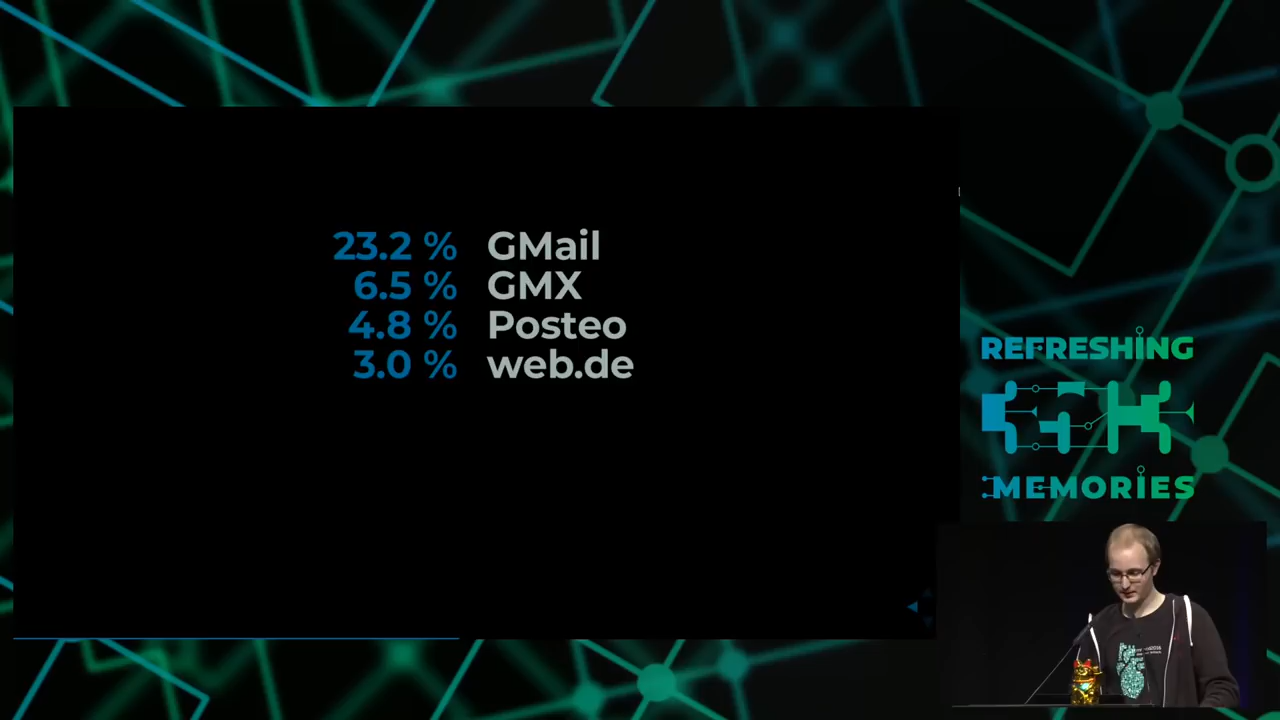 23.2 % GMail
6.5 % GMX
4.8 % Posteo
3.0 % web.de
REFRESHING
MEMORIES